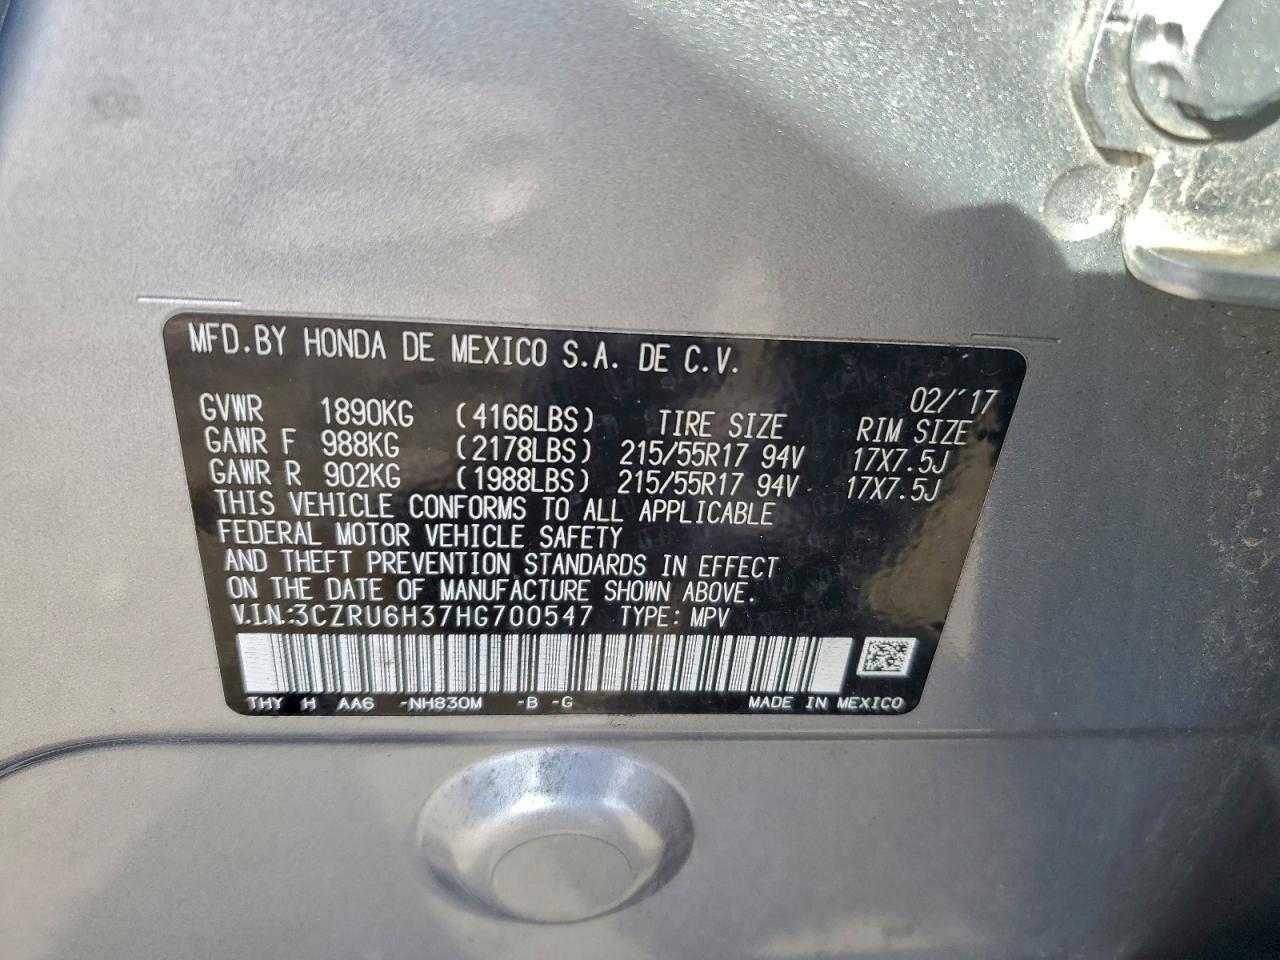 MFD.BY HONDA DE MEXICO S.A. DE C.V.
02/'17
GVWR 1890KG (4166LBS) TIRE SIZE RIM SIZE
GAWR F 988KG (2178LBS) 215/55R17 94V 17X7.5J
GAWR R 902KG (1988LBS) 215/55R17 94V 17X7.5J
THIS VEHICLE CONFORMS TO ALL APPLICABLE
FEDERAL MOTOR VEHICLE SAFETY
AND THEFT PREVENTION STANDARDS IN EFFECT
ON THE DATE OF MANUFACTURE SHOWN ABOVE.
V.I.N.:3CZRU6H37HG700547 TYPE: MPV
THY H AA6 -NH830M -B -G MADE IN MEXICO